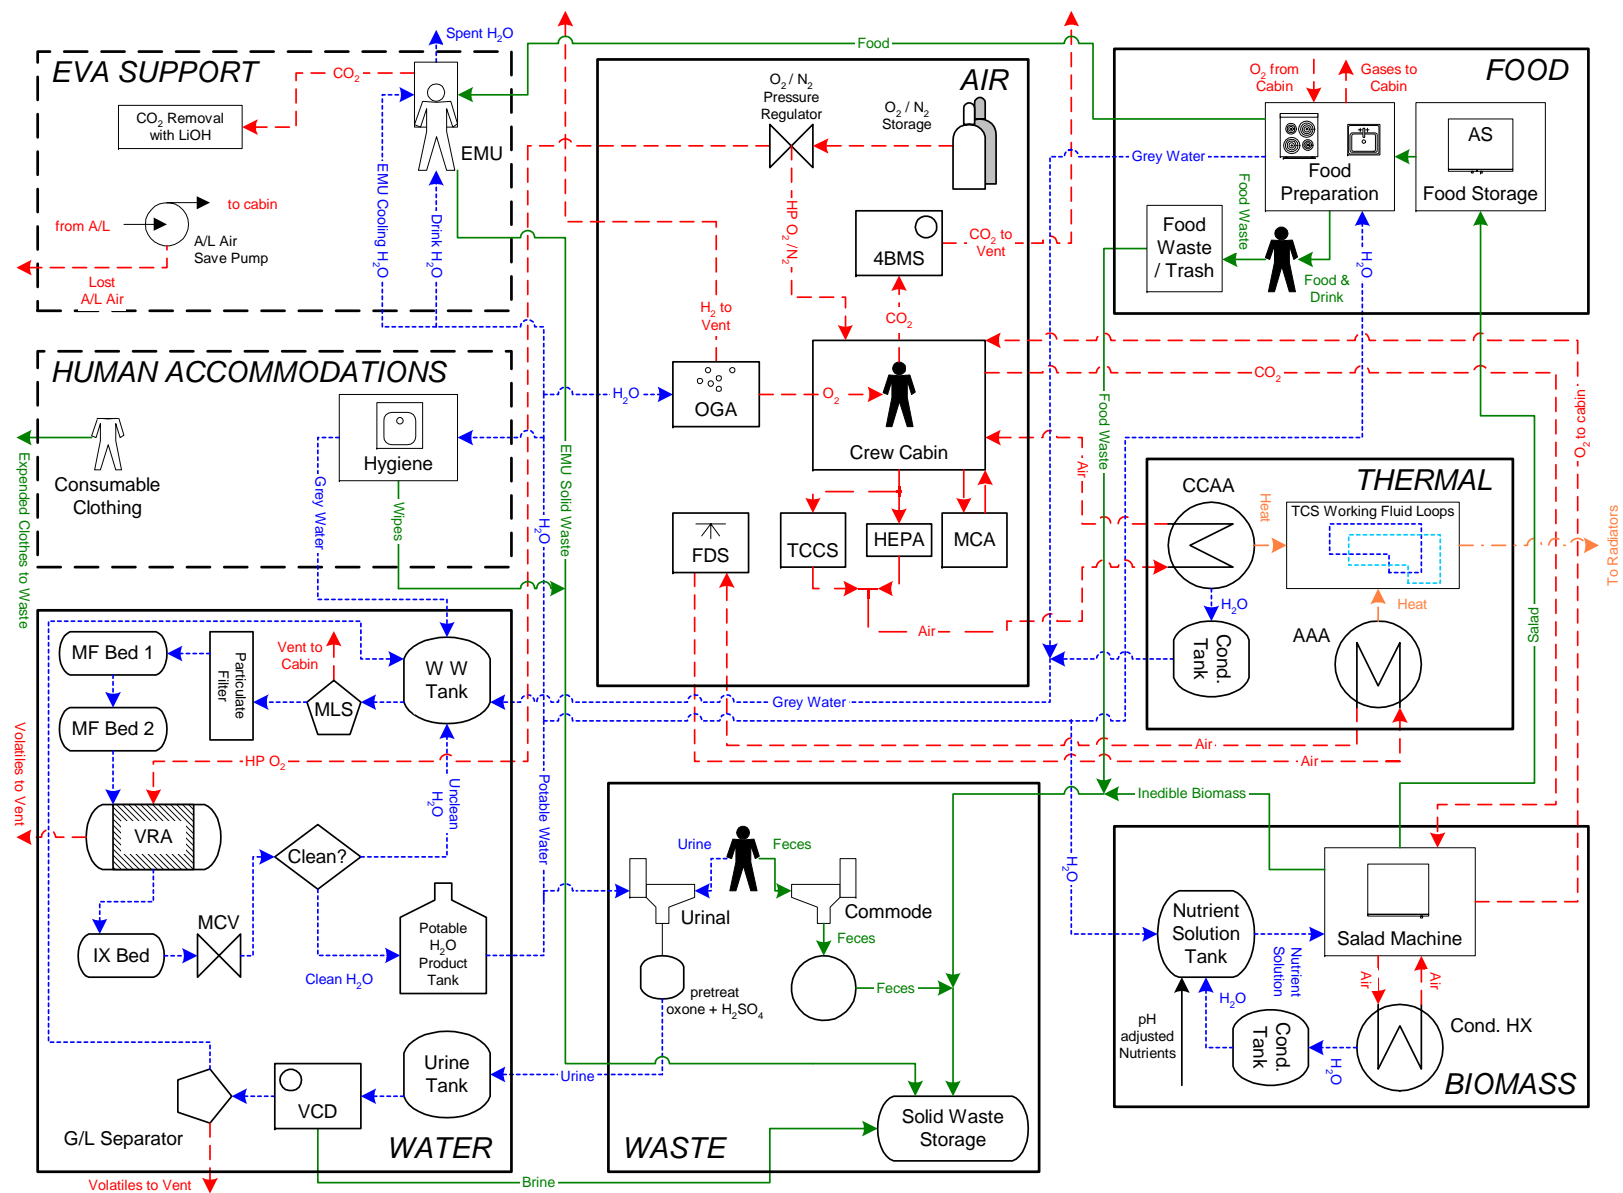 Spent H2O
EVA SUPPORT
CO2
CO2 Removal
with LiOH
EMU
EMU Cooling H2O
Drink H2O
from A/L
to cabin
A/L Air
Save Pump
Lost
A/L Air
Food
AIR
O2 / N2
Pressure
Regulator
O2 / N2
Storage
HP O2 /N2
4BMS
CO2 to
Vent
H2 to
Vent
CO2
H2O
OGA
O2
Crew Cabin
FDS
TCCS
HEPA
MCA
Air
Air
FOOD
O2 from
Cabin
Gases to
Cabin
AS
Food
Preparation
Food Storage
Grey Water
Food Waste
Food
Waste
/ Trash
Food &
Drink
H2O
CO2
O2 to cabin
Food Waste
Salad
HUMAN ACCOMMODATIONS
Consumable
Clothing
Hygiene
Expended Clothes to Waste
Grey Water
Wipes
H2O
EMU Solid Waste
THERMAL
CCAA
Heat
TCS Working Fluid Loops
To Radiators
H2O
Cond.
Tank
AAA
Heat
Air
Air
WATER
MF Bed 1
MF Bed 2
Particulate
Filter
Vent to
Cabin
MLS
W W
Tank
Grey Water
HP O2
Volatiles to Vent
VRA
Unclean
H2O
Potable Water
Clean?
IX Bed
MCV
Clean H2O
Potable
H2O
Product
Tank
Urine
Tank
VCD
G/L Separator
Volatiles to Vent
Brine
WASTE
Urine
Feces
Urinal
Commode
Feces
Feces
pretreat
oxone + H2SO4
Urine
Solid Waste
Storage
Inedible Biomass
BIOMASS
H2O
Nutrient
Solution
Tank
Nutrient
Solution
Salad Machine
Air
Air
H2O
Cond.
Tank
H2O
Cond. HX
pH
adjusted
Nutrients